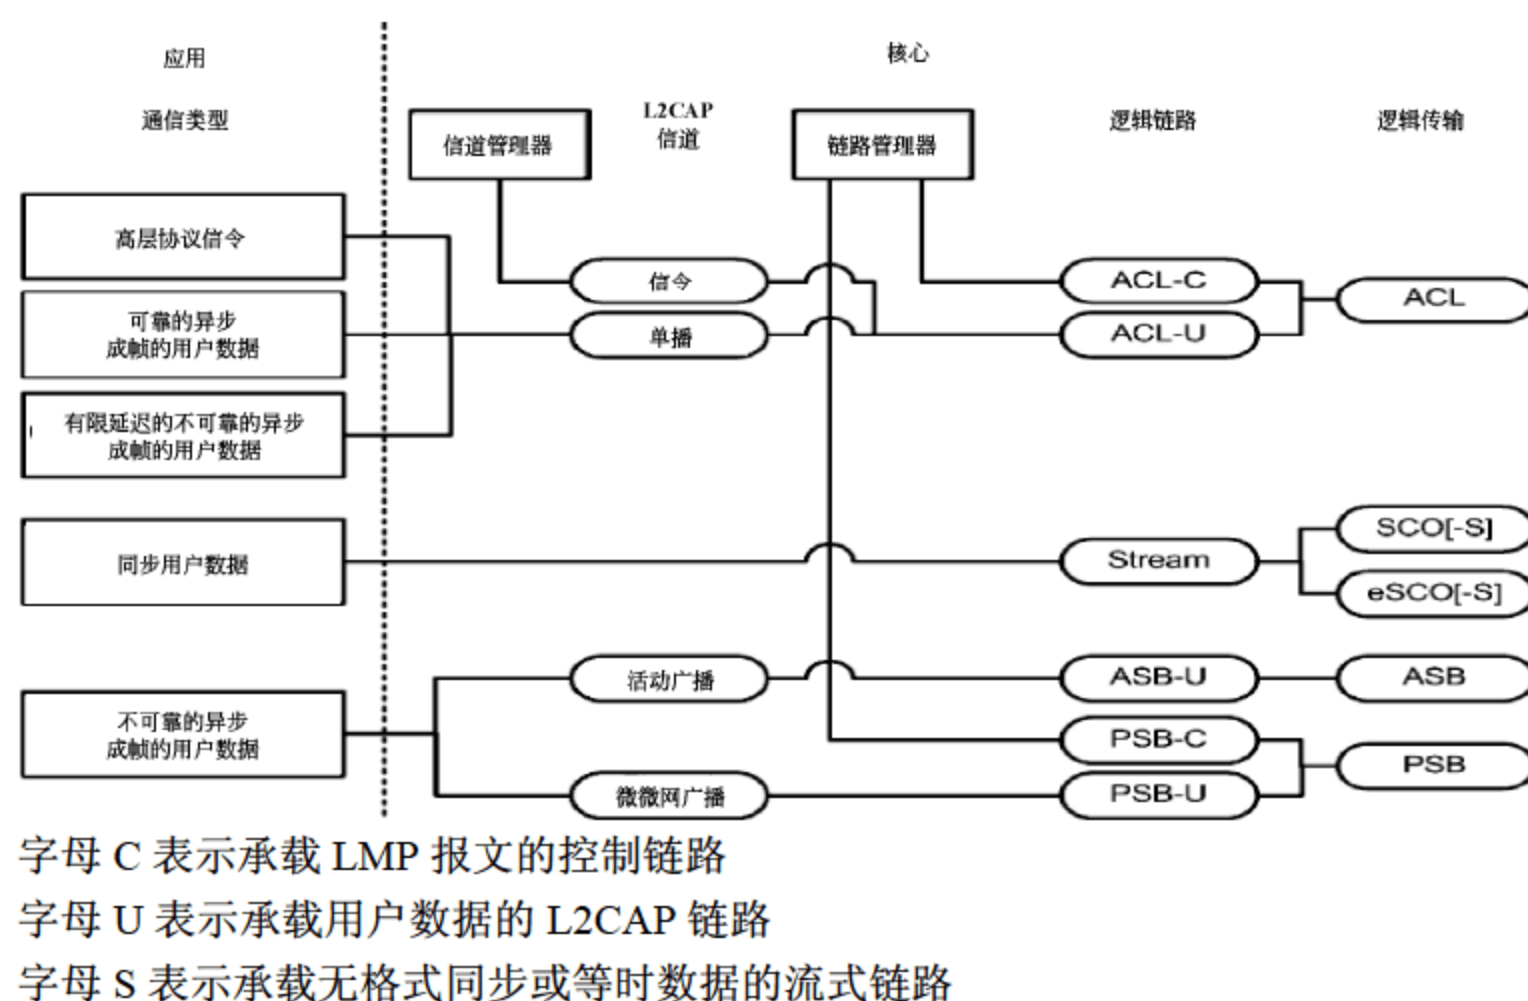 应用
核心
通信类型
L2CAP
信道
逻辑链路
逻辑传输
信道管理器
链路管理器
高层协议信令
信令
ACL-C
ACL
可靠的异步
成帧的用户数据
单播
ACL-U
有限延迟的不可靠的异步
成帧的用户数据
同步用户数据
Stream
SCO[-S]
eSCO[-S]
活动广播
ASB-U
ASB
不可靠的异步
成帧的用户数据
PSB-C
PSB
微微网广播
PSB-U
字母 C 表示承载 LMP 报文的控制链路
字母 U 表示承载用户数据的 L2CAP 链路
字母 S 表示承载无格式同步或等时数据的流式链路